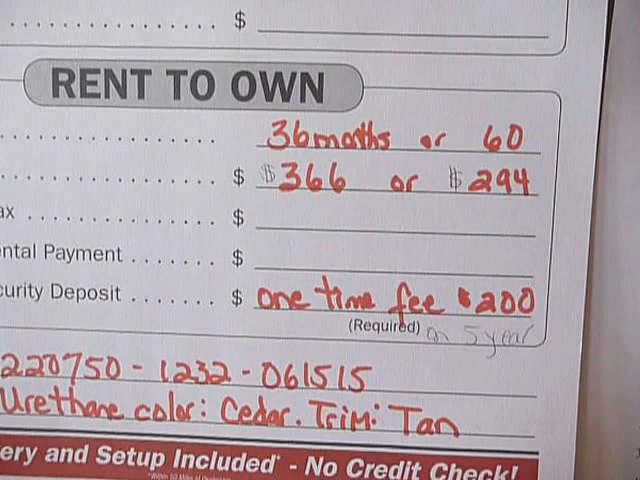 $
RENT TO OWN
36 months or 60
$ $366 or $294
ax $
ntal Payment $
curity Deposit $ one time fee $200
(Required) on 5 year
220750 - 1232 - 061515
Urethane color: Cedar. Trim: Tan
ery and Setup Included* - No Credit Check!